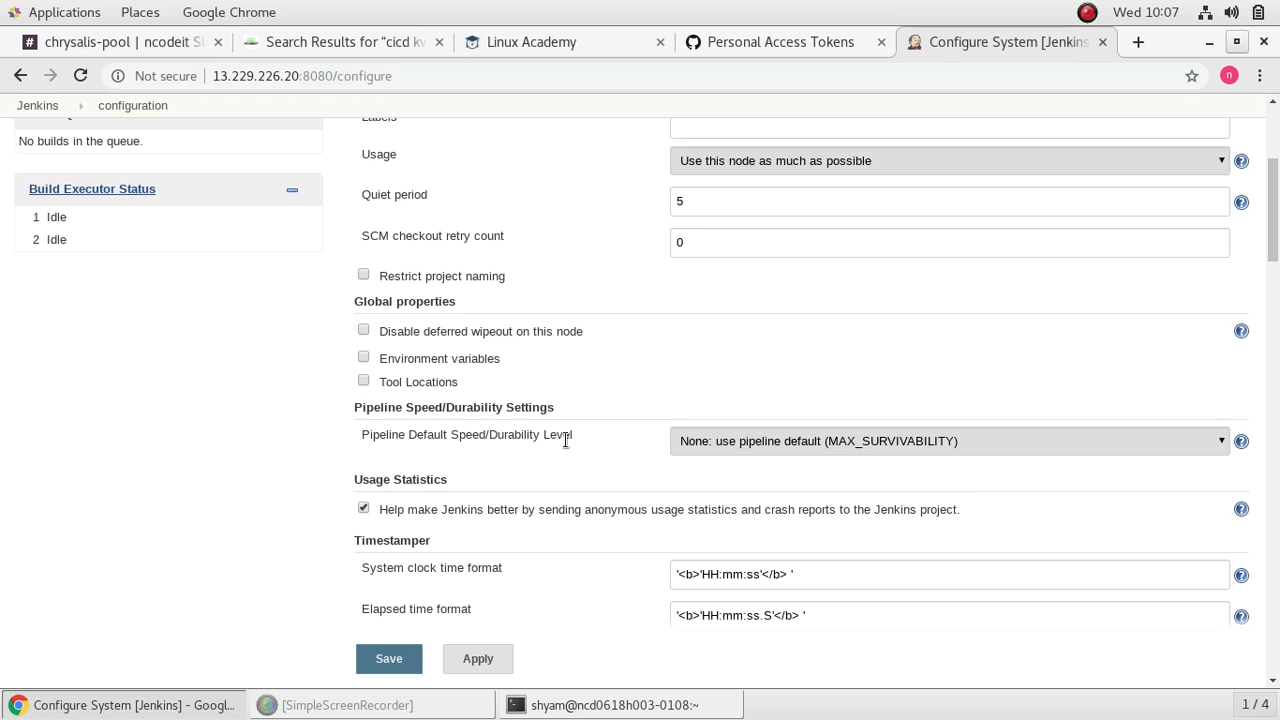 Applications Places Google Chrome Wed 10:07
chrysalis-pool | ncodeit Sl Search Results for “cicd kv Linux Academy Personal Access Tokens Configure System [Jenkins
Not secure 13.229.226.20:8080/configure n
Jenkins configuration
Labels
No builds in the queue.
Usage Use this node as much as possible
Build Executor Status
Quiet period 5
1 Idle
SCM checkout retry count 0
2 Idle
Restrict project naming
Global properties
Disable deferred wipeout on this node
Environment variables
Tool Locations
Pipeline Speed/Durability Settings
Pipeline Default Speed/Durability Level None: use pipeline default (MAX_SURVIVABILITY)
Usage Statistics
Help make Jenkins better by sending anonymous usage statistics and crash reports to the Jenkins project.
Timestamper
System clock time format '<b>'HH:mm:ss'</b> '
Elapsed time format '<b>'HH:mm:ss.S'</b> '
Save Apply
Configure System [Jenkins] - Googl... [SimpleScreenRecorder] shyam@ncd0618h003-0108:~ 1 / 4